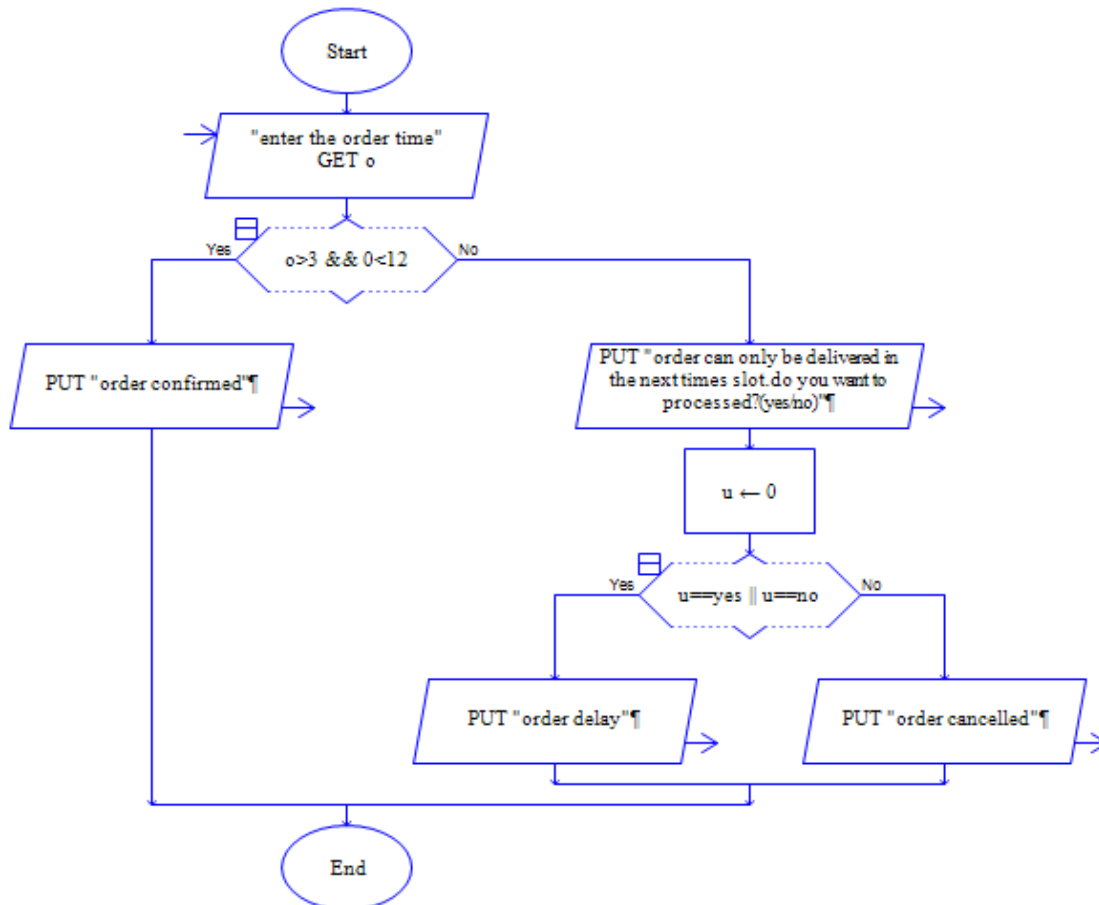 Start
"enter the order time"
GET o
Yes
o>3 && 0<12
No
PUT "order confirmed"¶
PUT "order can only be delivared in
the next times slot.do you want to
processed?(yes/no)"¶
u ← 0
Yes
u==yes || u==no
No
PUT "order delay"¶
PUT "order cancelled"¶
End